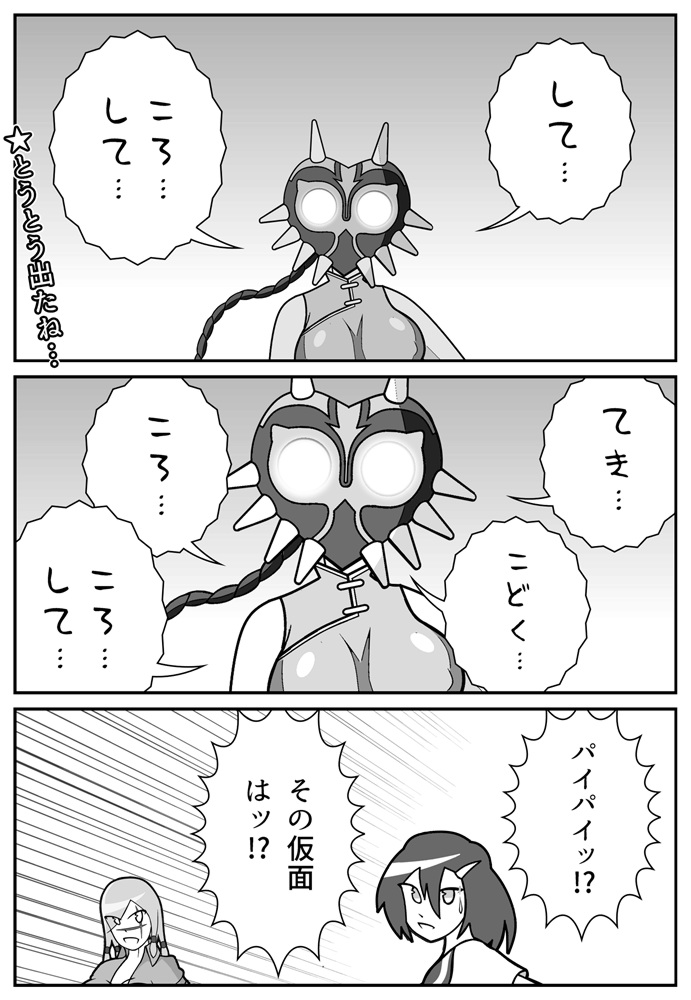 して…
ころ…
して…
★とうとう出たね…
てき…
こどく…
ころ…
ころ…
して…
パイパイッ!?
その仮面
はッ!?